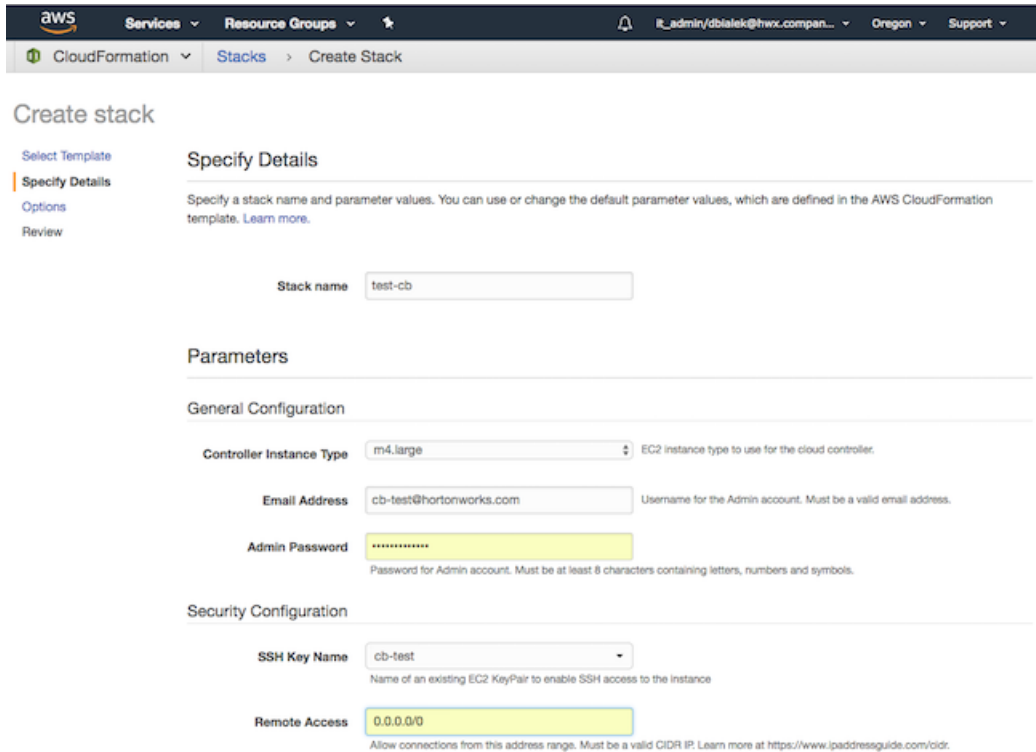 aws Services Resource Groups it_admin/dbialek@hwx.compan... Oregon Support
CloudFormation Stacks > Create Stack
Create stack
Select Template
Specify Details
Options
Review
Specify Details
Specify a stack name and parameter values. You can use or change the default parameter values, which are defined in the AWS CloudFormation
template. Learn more.
Stack name test-cb
Parameters
General Configuration
Controller Instance Type m4.large EC2 instance type to use for the cloud controller.
Email Address cb-test@hortonworks.com Username for the Admin account. Must be a valid email address.
Admin Password •••••••••••••
Password for Admin account. Must be at least 8 characters containing letters, numbers and symbols.
Security Configuration
SSH Key Name cb-test
Name of an existing EC2 KeyPair to enable SSH access to the instance
Remote Access 0.0.0.0/0
Allow connections from this address range. Must be a valid CIDR IP. Learn more at https://www.ipaddressguide.com/cidr.